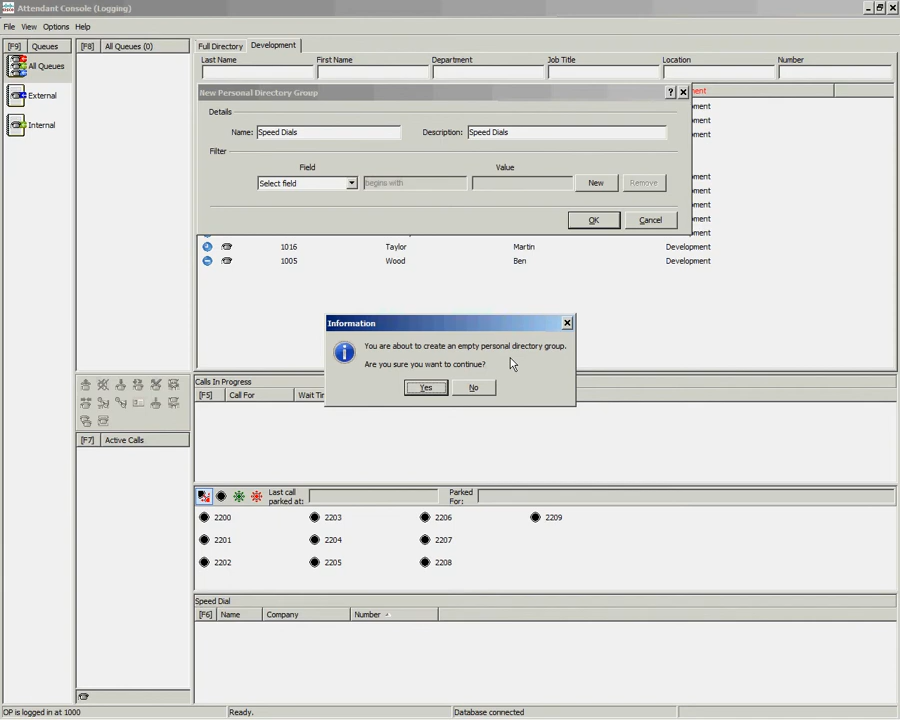 Attendant Console (Logging)
File View Options Help
[F9] Queues
All Queues
External
Internal
[F8] All Queues (0)
Full Directory Development
Last Name First Name Department Job Title Location Number
New Personal Directory Group
Details
Name: Speed Dials Description: Speed Dials
Filter
Field Value
Select field Begins with New Remove
OK Cancel
1016 Taylor Martin Development
1005 Wood Ben Development
Information
You are about to create an empty personal directory group.
Are you sure you want to continue?
Yes No
Calls In Progress
[F5] Call For Wait Tim
[F7] Active Calls
Last call parked at: Parked For:
2200 2203 2206 2209
2201 2204 2207
2202 2205 2208
Speed Dial
[F6] Name Company Number
OP is logged in at 1000 Ready. Database connected